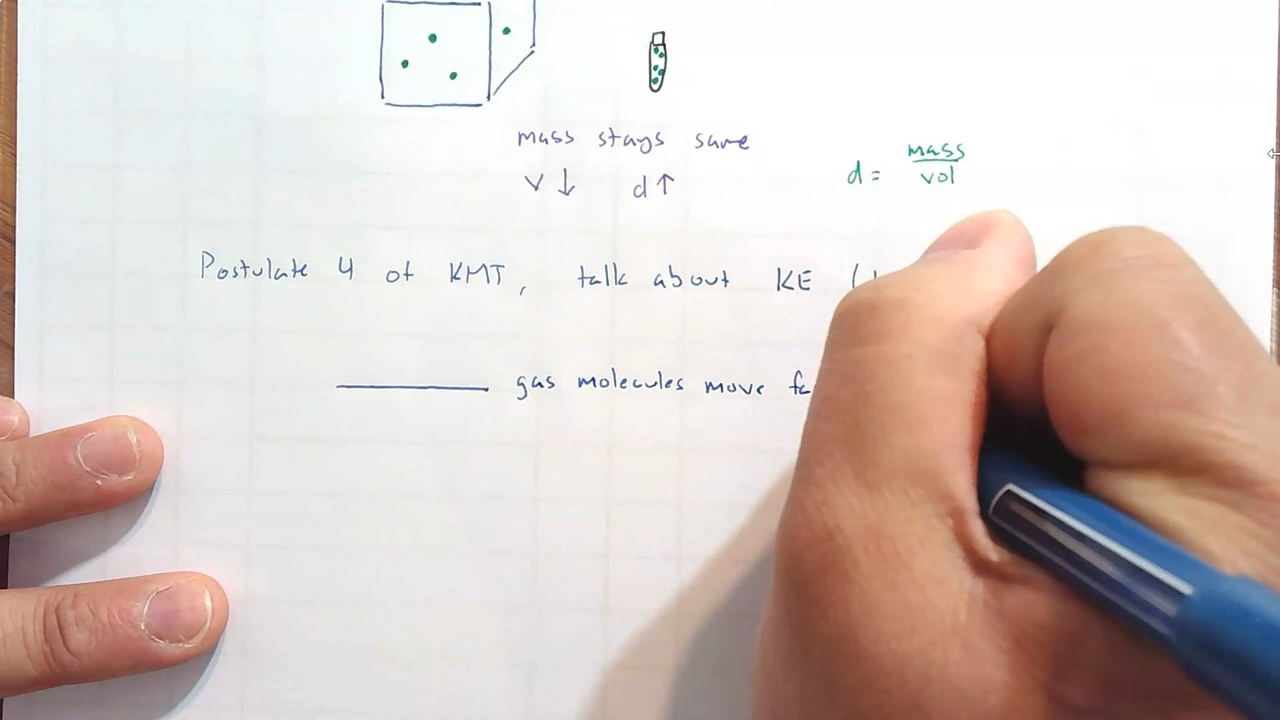 mass stays same
v ↓ d ↑
d = mass / vol
Postulate 4 of KMT, talk about KE (
gas molecules move